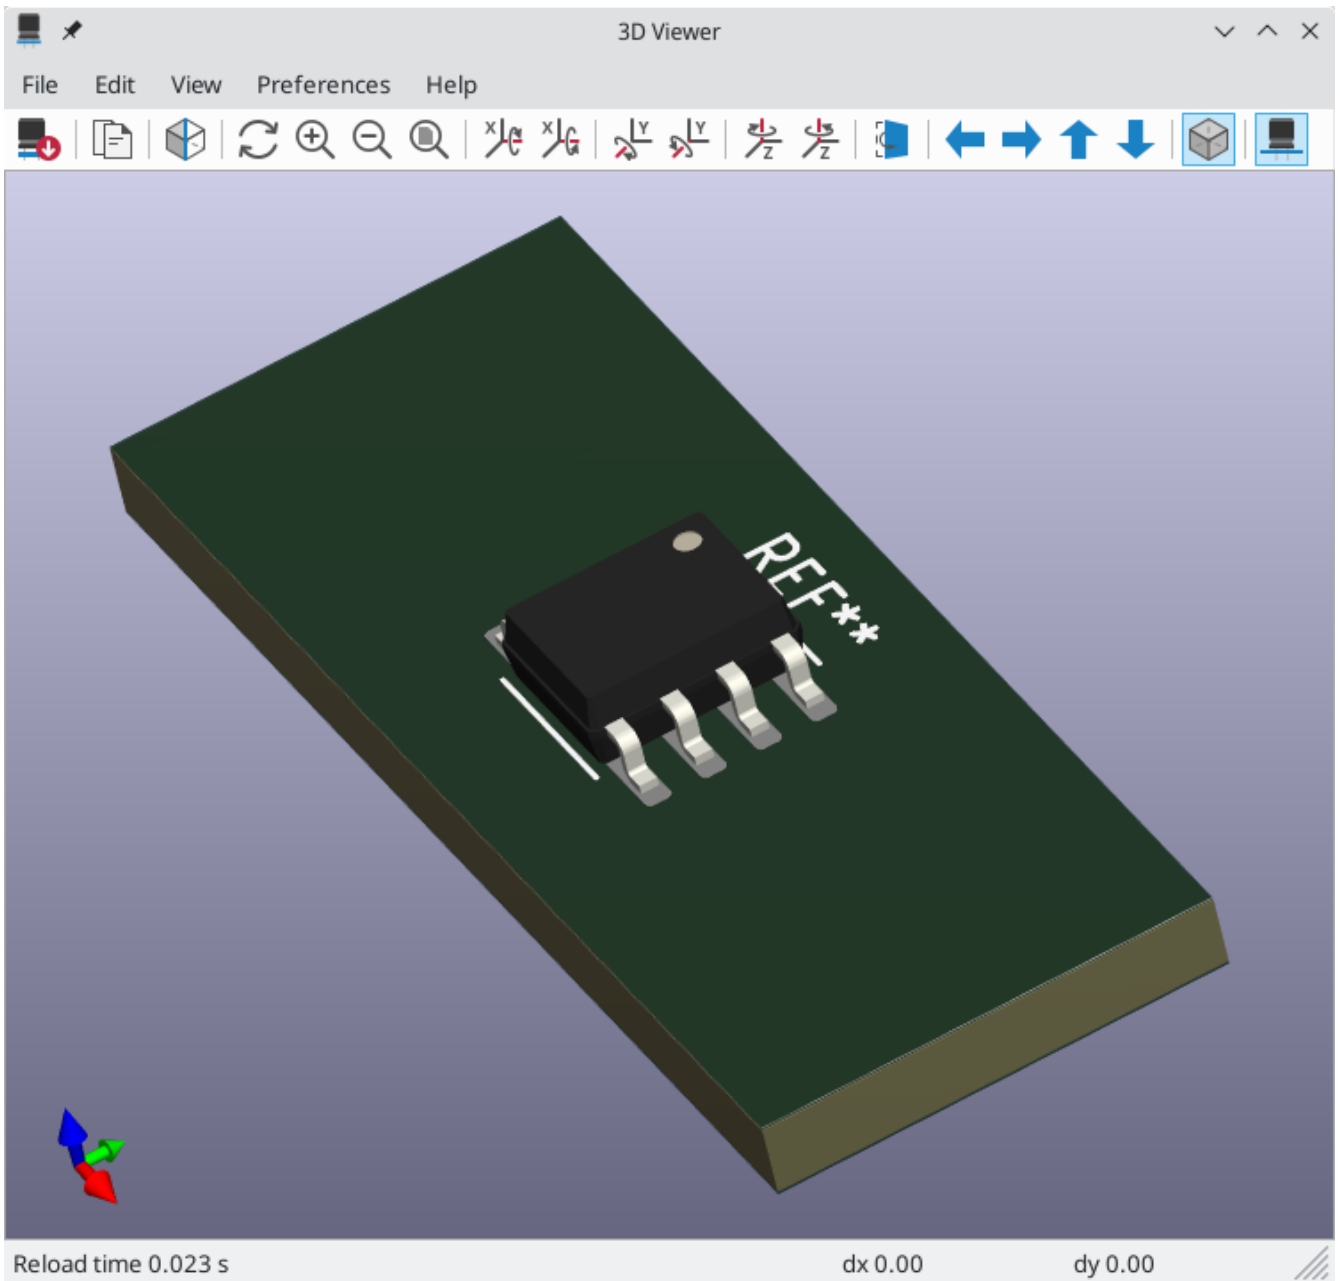 3D Viewer
File Edit View Preferences Help
X X Y Y Z Z
REF**
Reload time 0.023 s dx 0.00 dy 0.00